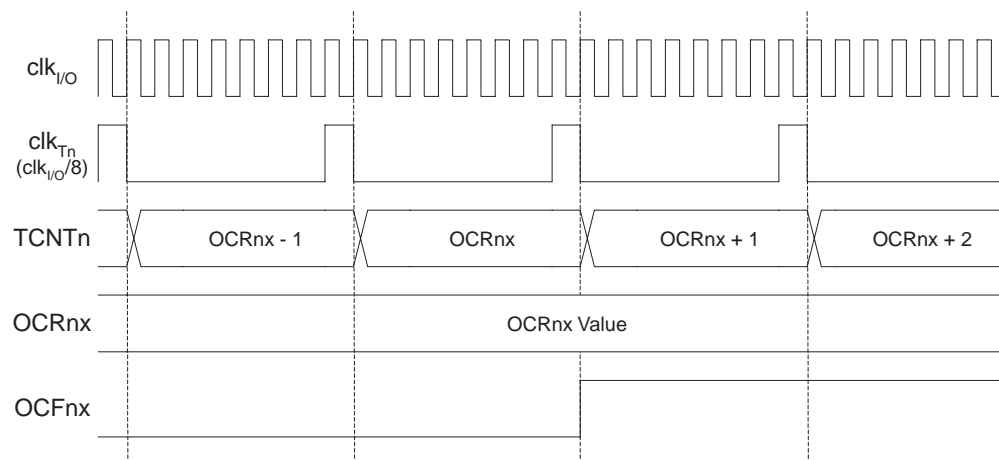 clkI/O
clkTn
(clkI/O/8)
TCNTn
OCRnx - 1
OCRnx
OCRnx + 1
OCRnx + 2
OCRnx
OCRnx Value
OCFnx